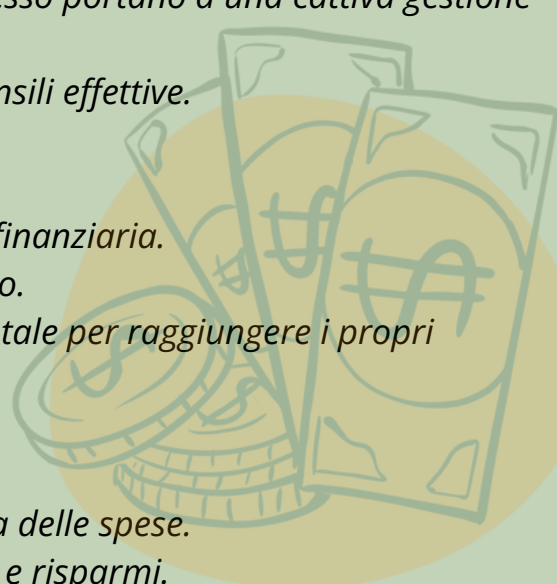 sso portano a una cattiva gestione
nsili effettive.
finanziaria.
o.
tale per raggiungere i propri
a delle spese.
e risparmi.